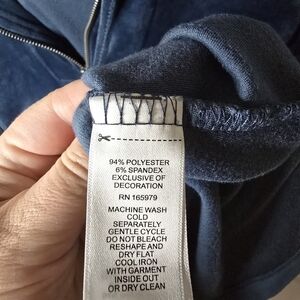 94% POLYESTER
6% SPANDEX
EXCLUSIVE OF
DECORATION
RN 165979
MACHINE WASH
COLD
SEPARATELY
GENTLE CYCLE
DO NOT BLEACH
RESHAPE AND
DRY FLAT
COOL IRON
WITH GARMENT
INSIDE OUT
OR DRY CLEAN